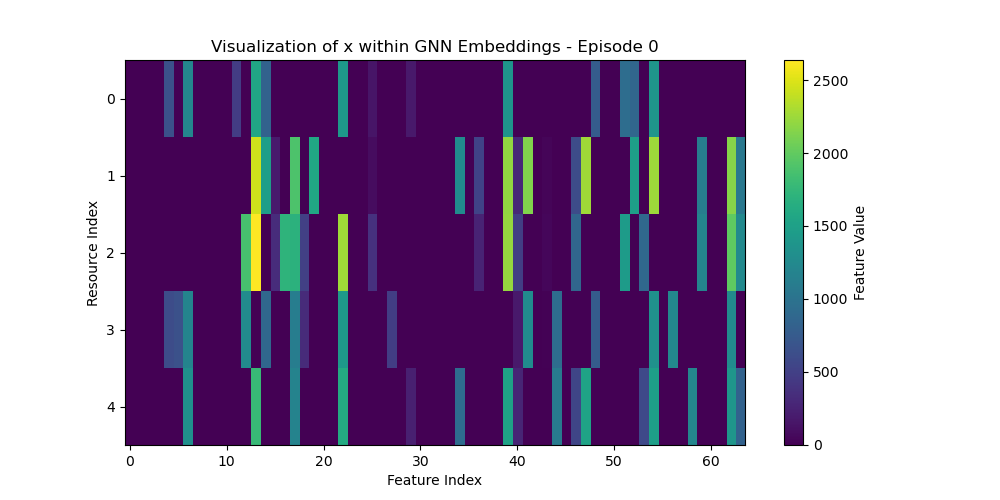 Visualization of x within GNN Embeddings - Episode 0
0
1
2
3
4
Resource Index
0 10 20 30 40 50 60
Feature Index
2500
2000
1500
1000
500
0
Feature Value